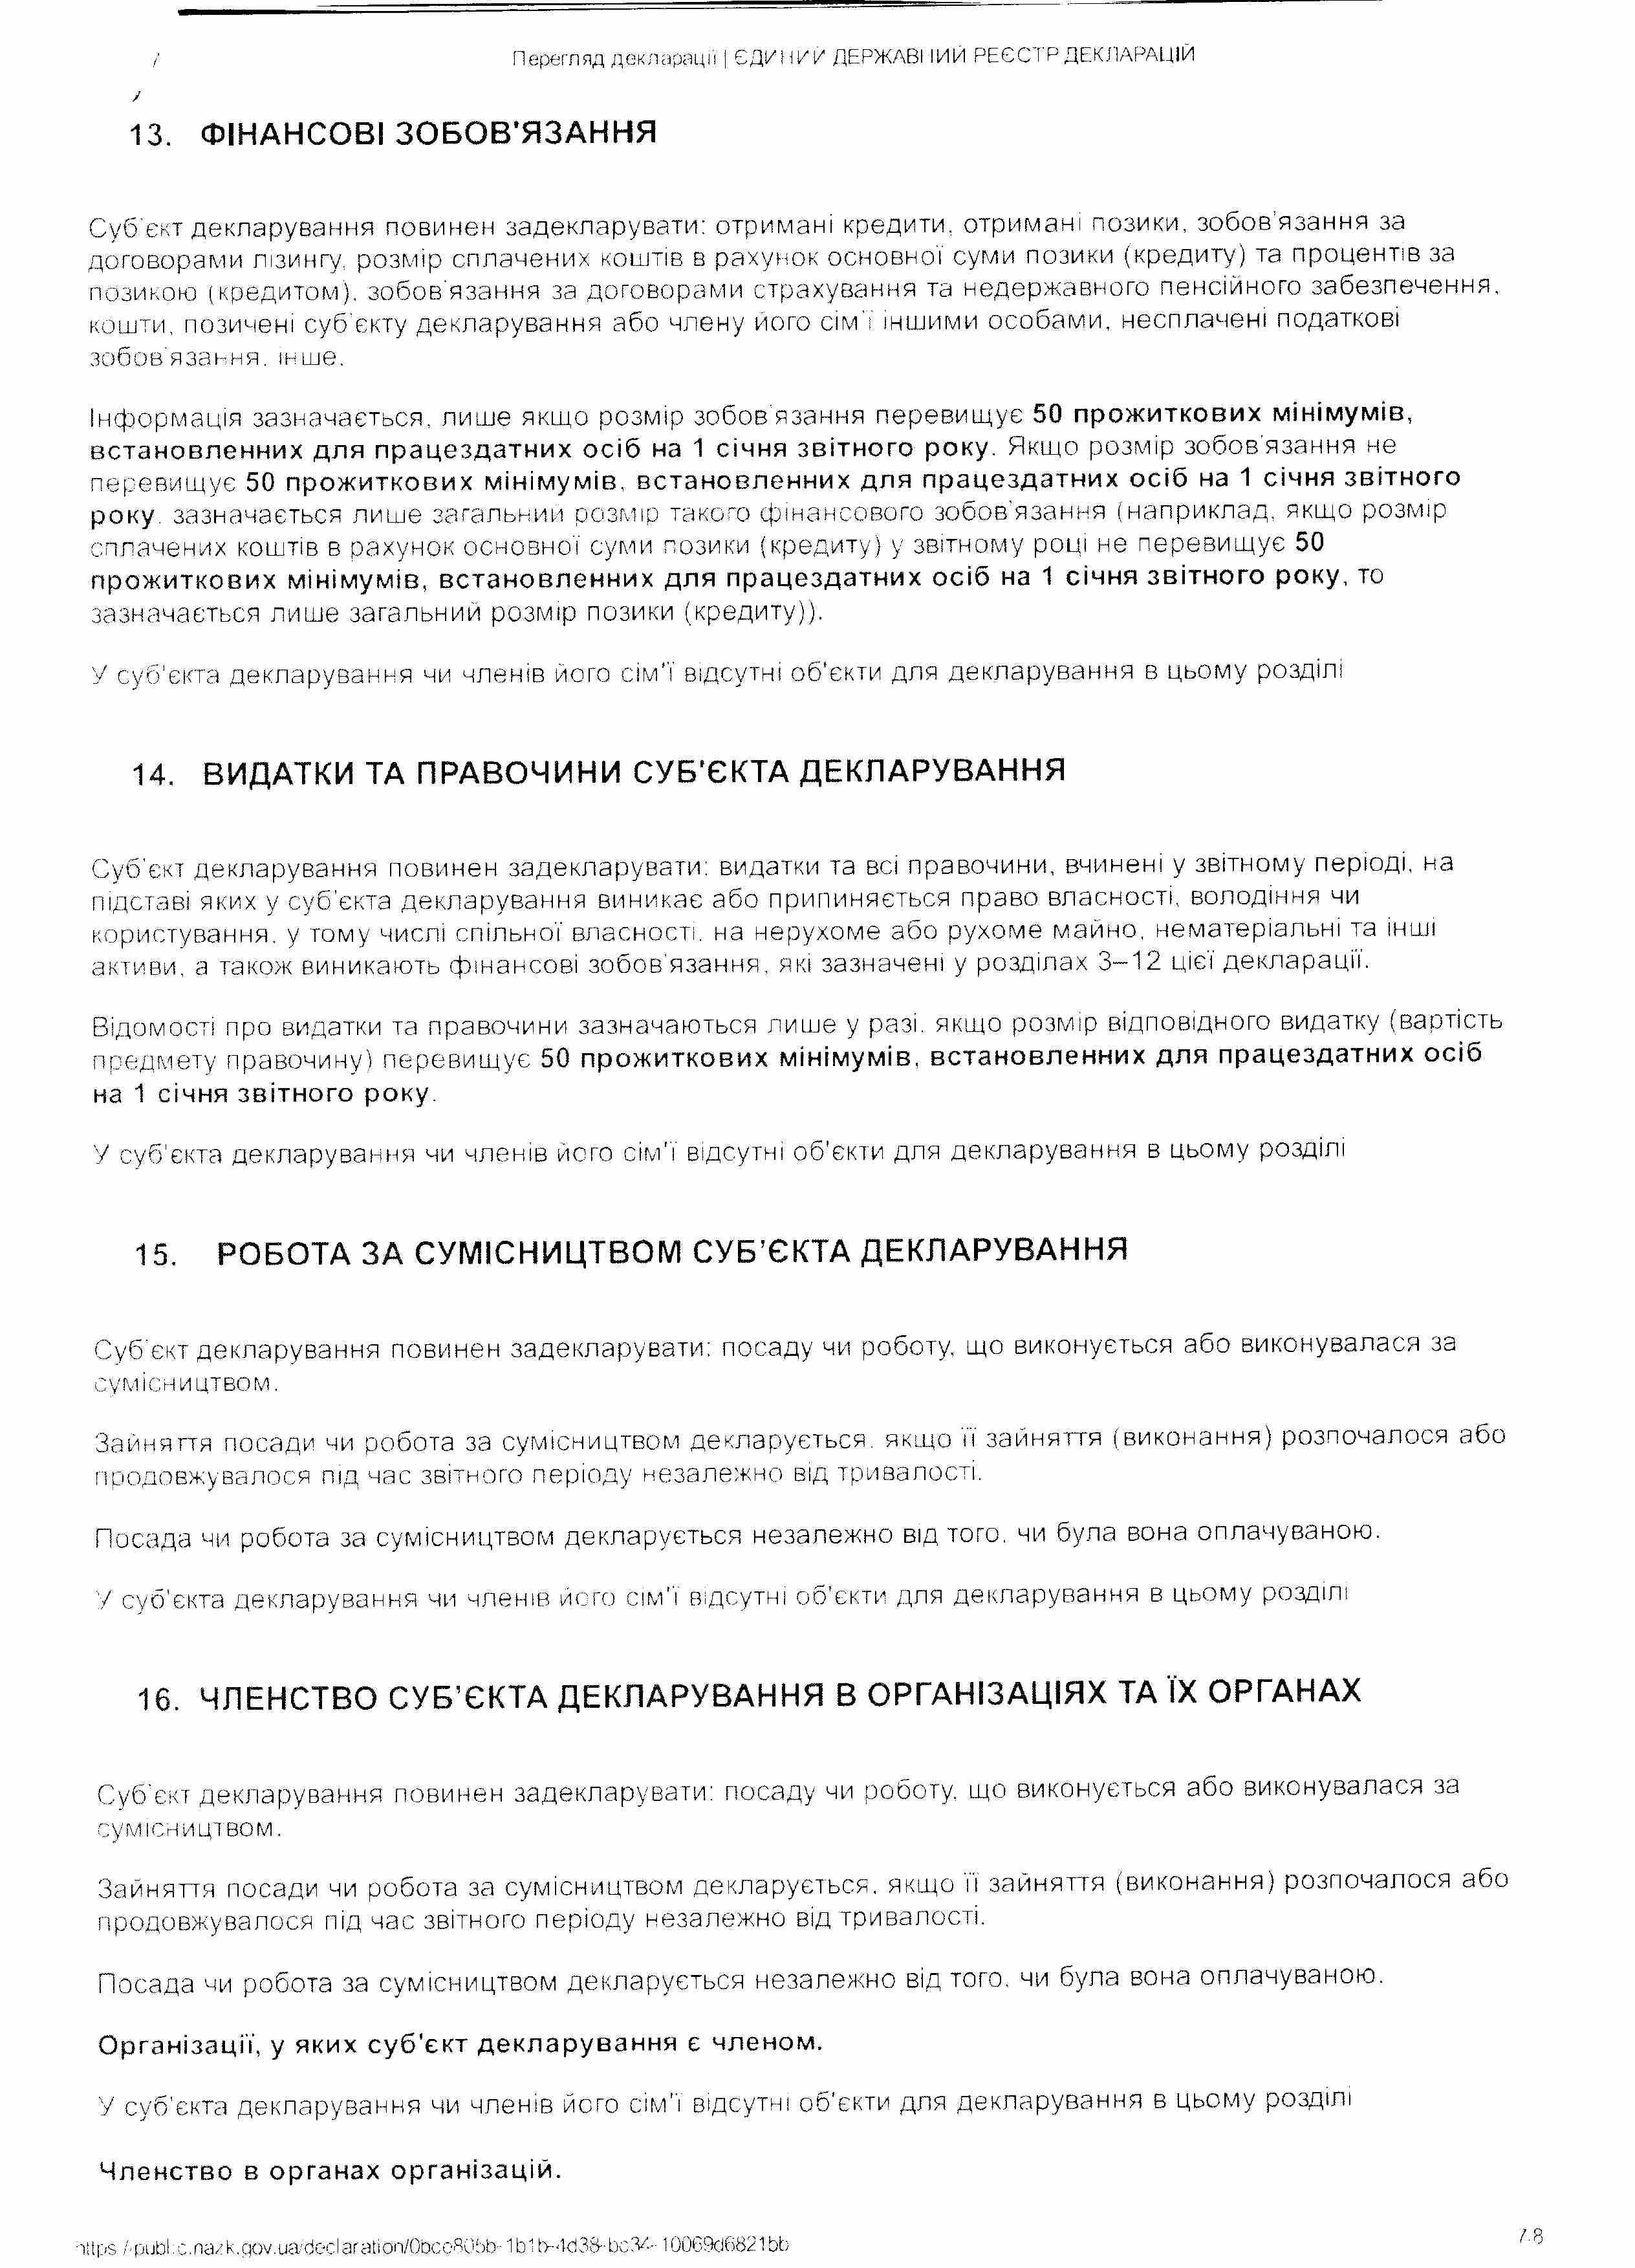 Перегляд декларації | ЄДИНИЙ ДЕРЖАВНИЙ РЕЄСТР ДЕКЛАРАЦІЙ
13. ФІНАНСОВІ ЗОБОВ'ЯЗАННЯ
Суб'єкт декларування повинен задекларувати: отримані кредити, отримані позики, зобов'язання за
договорами лізингу, розмір сплачених коштів в рахунок основної суми позики (кредиту) та процентів за
позикою (кредитом), зобов'язання за договорами страхування та недержавного пенсійного забезпечення,
кошти, позичені суб'єкту декларування або члену його сім'ї іншими особами, несплачені податкові
зобов'язання, інше.
Інформація зазначається, лише якщо розмір зобов'язання перевищує 50 прожиткових мінімумів,
встановленних для працездатних осіб на 1 січня звітного року. Якщо розмір зобов'язання не
перевищує 50 прожиткових мінімумів, встановленних для працездатних осіб на 1 січня звітного
року, зазначається лише загальний розмір такого фінансового зобов'язання (наприклад, якщо розмір
сплачених коштів в рахунок основної суми позики (кредиту) у звітному році не перевищує 50
прожиткових мінімумів, встановленних для працездатних осіб на 1 січня звітного року, то
зазначається лише загальний розмір позики (кредиту)).
У суб'єкта декларування чи членів його сім'ї відсутні об'єкти для декларування в цьому розділі
14. ВИДАТКИ ТА ПРАВОЧИНИ СУБ'ЄКТА ДЕКЛАРУВАННЯ
Суб'єкт декларування повинен задекларувати: видатки та всі правочини, вчинені у звітному періоді, на
підставі яких у суб'єкта декларування виникає або припиняється право власності, володіння чи
користування, у тому числі спільної власності, на нерухоме або рухоме майно, нематеріальні та інші
активи, а також виникають фінансові зобов'язання, які зазначені у розділах 3–12 цієї декларації.
Відомості про видатки та правочини зазначаються лише у разі, якщо розмір відповідного видатку (вартість
предмету правочину) перевищує 50 прожиткових мінімумів, встановленних для працездатних осіб
на 1 січня звітного року.
У суб'єкта декларування чи членів його сім'ї відсутні об'єкти для декларування в цьому розділі
15. РОБОТА ЗА СУМІСНИЦТВОМ СУБ’ЄКТА ДЕКЛАРУВАННЯ
Суб'єкт декларування повинен задекларувати: посаду чи роботу, що виконується або виконувалася за
сумісництвом.
Зайняття посади чи робота за сумісництвом декларується, якщо її зайняття (виконання) розпочалося або
продовжувалося під час звітного періоду незалежно від тривалості.
Посада чи робота за сумісництвом декларується незалежно від того, чи була вона оплачуваною.
У суб'єкта декларування чи членів його сім'ї відсутні об'єкти для декларування в цьому розділі
16. ЧЛЕНСТВО СУБ’ЄКТА ДЕКЛАРУВАННЯ В ОРГАНІЗАЦІЯХ ТА ЇХ ОРГАНАХ
Суб'єкт декларування повинен задекларувати: посаду чи роботу, що виконується або виконувалася за
сумісництвом.
Зайняття посади чи робота за сумісництвом декларується, якщо її зайняття (виконання) розпочалося або
продовжувалося під час звітного періоду незалежно від тривалості.
Посада чи робота за сумісництвом декларується незалежно від того, чи була вона оплачуваною.
Організації, у яких суб'єкт декларування є членом.
У суб'єкта декларування чи членів його сім'ї відсутні об'єкти для декларування в цьому розділі
Членство в органах організацій.
7/8